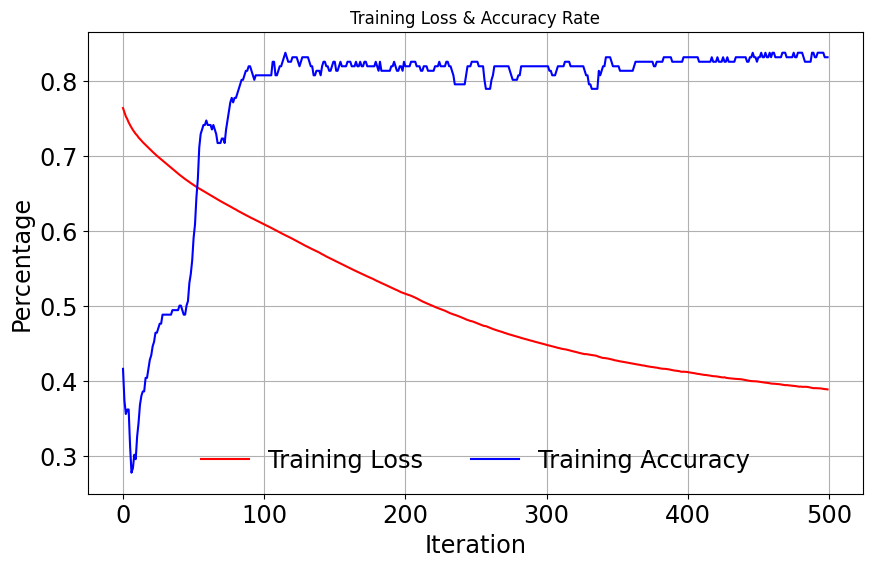 Training Loss & Accuracy Rate
Percentage
0.8
0.7
0.6
0.5
0.4
0.3
Training Loss
Training Accuracy
0 100 200 300 400 500
Iteration